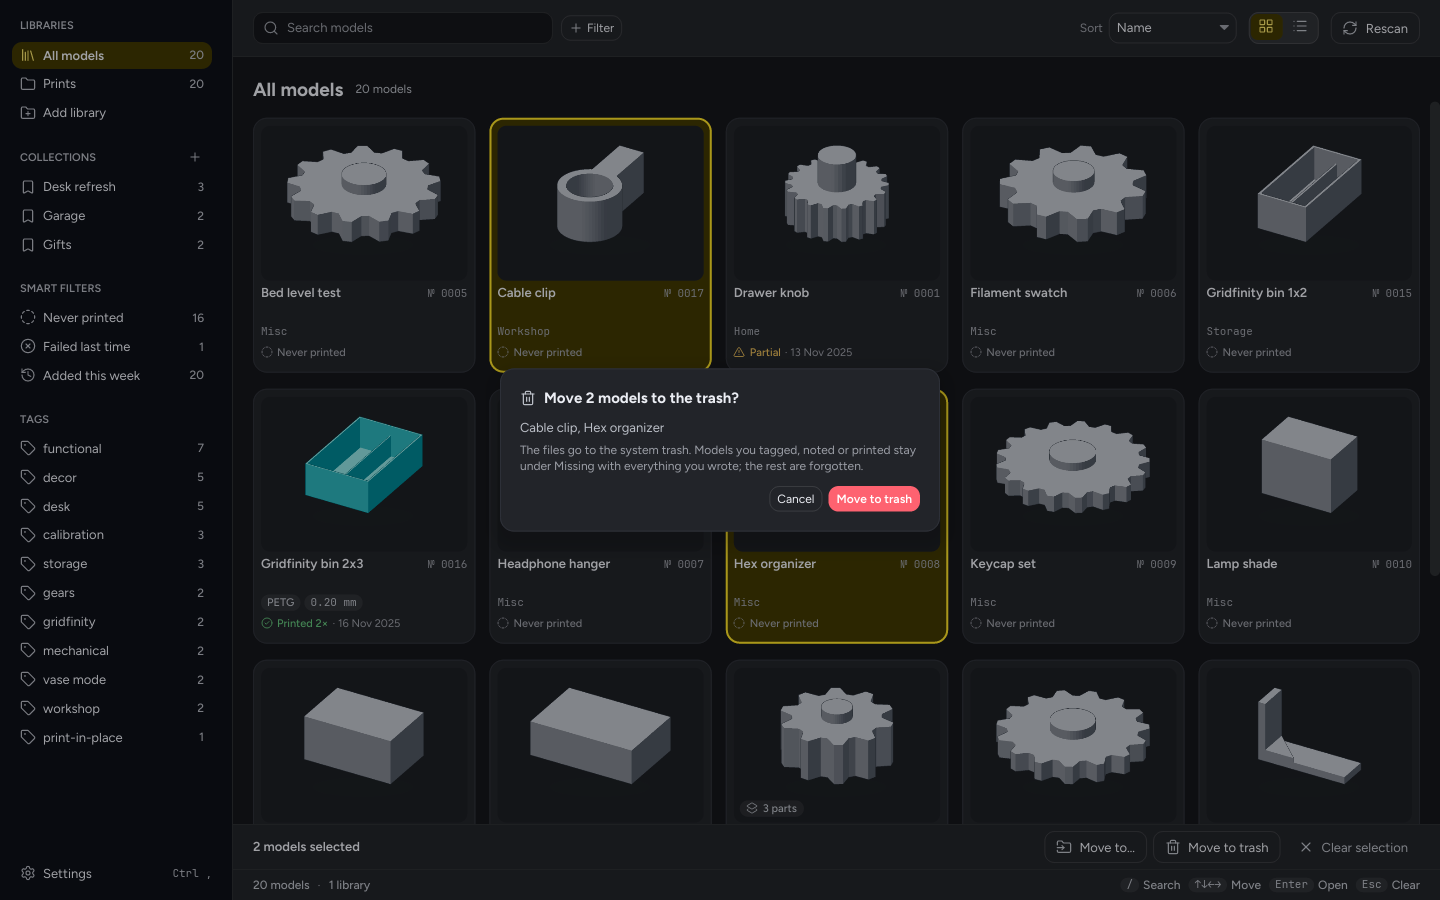 LIBRARIES
All models 20
Prints 20
Add library
COLLECTIONS
Desk refresh 3
Garage 2
Gifts 2
SMART FILTERS
Never printed 16
Failed last time 1
Added this week 20
TAGS
functional 7
decor 5
desk 5
calibration 3
storage 3
gears 2
gridfinity 2
mechanical 2
vase mode 2
workshop 2
print-in-place 1
Settings Ctrl ,
Search models
Filter
Sort Name
Rescan
All models 20 models
Bed level test № 0005
Misc
Never printed
Cable clip № 0017
Workshop
Never printed
Drawer knob № 0001
Home
Partial · 13 Nov 2025
Filament swatch № 0006
Misc
Never printed
Gridfinity bin 1x2 № 0015
Storage
Never printed
Move 2 models to the trash?
Cable clip, Hex organizer
The files go to the system trash. Models you tagged, noted or printed stay
under Missing with everything you wrote; the rest are forgotten.
Cancel Move to trash
Gridfinity bin 2x3 № 0016
PETG 0.20 mm
Printed 2× · 16 Nov 2025
Headphone hanger № 0007
Misc
Never printed
Hex organizer № 0008
Misc
Never printed
Keycap set № 0009
Misc
Never printed
Lamp shade № 0010
Misc
Never printed
3 parts
2 models selected
Move to... Move to trash Clear selection
20 models · 1 library
/ Search ↑↓←→ Move Enter Open Esc Clear